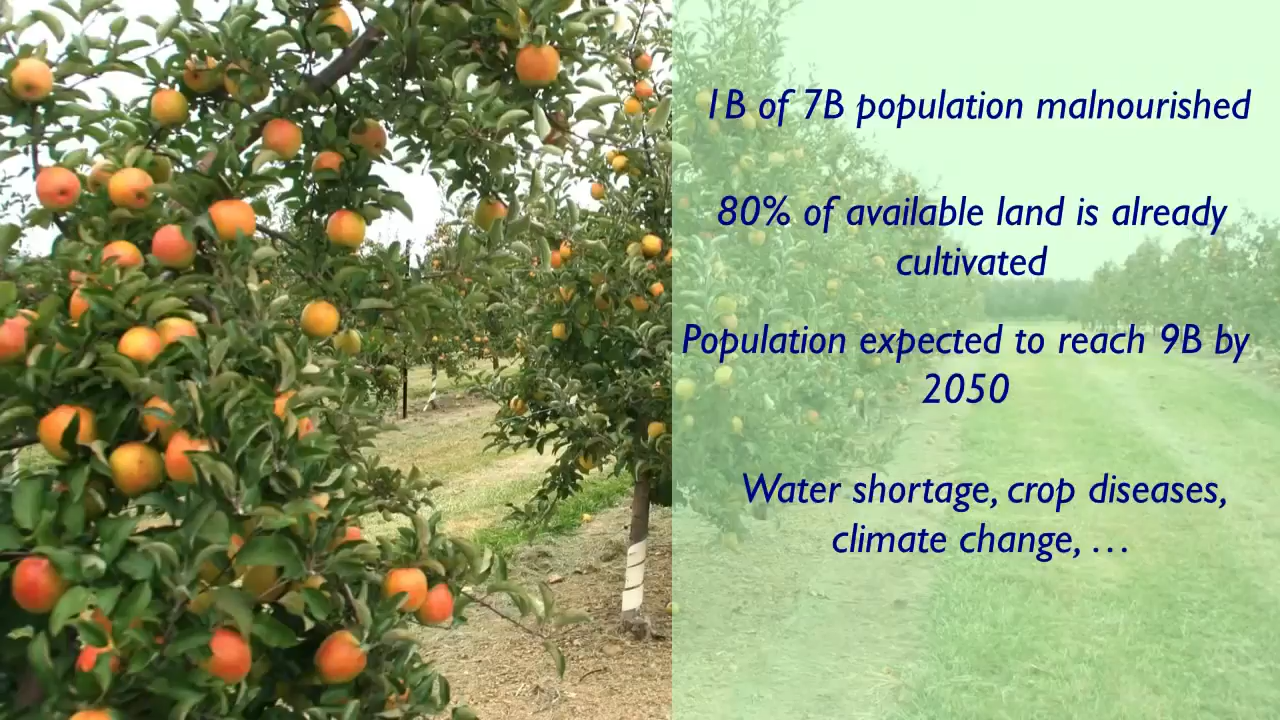 1B of 7B population malnourished
80% of available land is already
cultivated
Population expected to reach 9B by
2050
Water shortage, crop diseases,
climate change, …